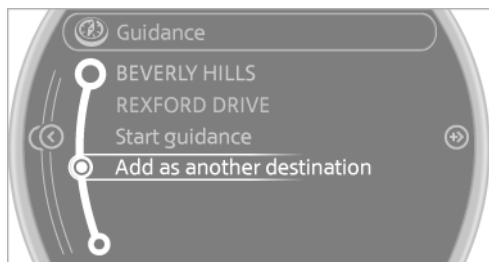 Guidance
BEVERLY HILLS
REXFORD DRIVE
Start guidance
Add as another destination